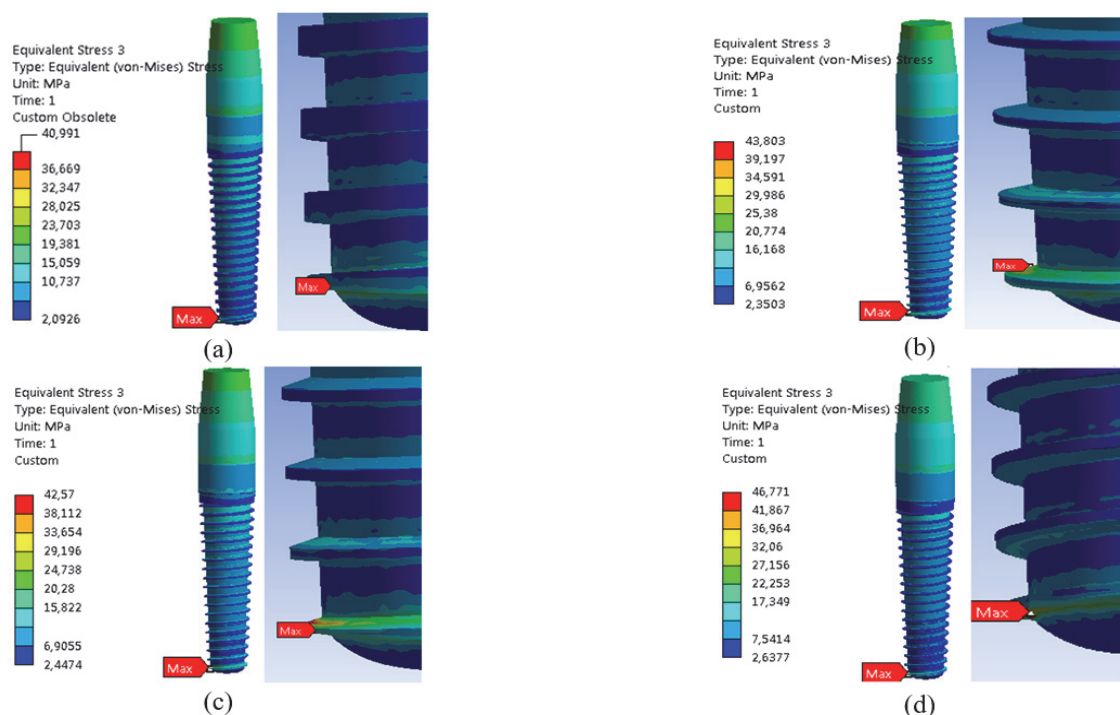 Equivalent Stress 3
Type: Equivalent (von-Mises) Stress
Unit: MPa
Time: 1
Custom Obsolete
40,991
36,669
32,347
28,025
23,703
19,381
15,059
10,737
2,0926
Max
Max
(a)
Equivalent Stress 3
Type: Equivalent (von-Mises) Stress
Unit: MPa
Time: 1
Custom
43,803
39,197
34,591
29,986
25,38
20,774
16,168
6,9562
2,3503
Max
Max
(b)
Equivalent Stress 3
Type: Equivalent (von-Mises) Stress
Unit: MPa
Time: 1
Custom
42,57
38,112
33,654
29,196
24,738
20,28
15,822
6,9055
2,4474
Max
Max
(c)
Equivalent Stress 3
Type: Equivalent (von-Mises) Stress
Unit: MPa
Time: 1
Custom
46,771
41,867
36,964
32,06
27,156
22,253
17,349
7,5414
2,6377
Max
Max
(d)